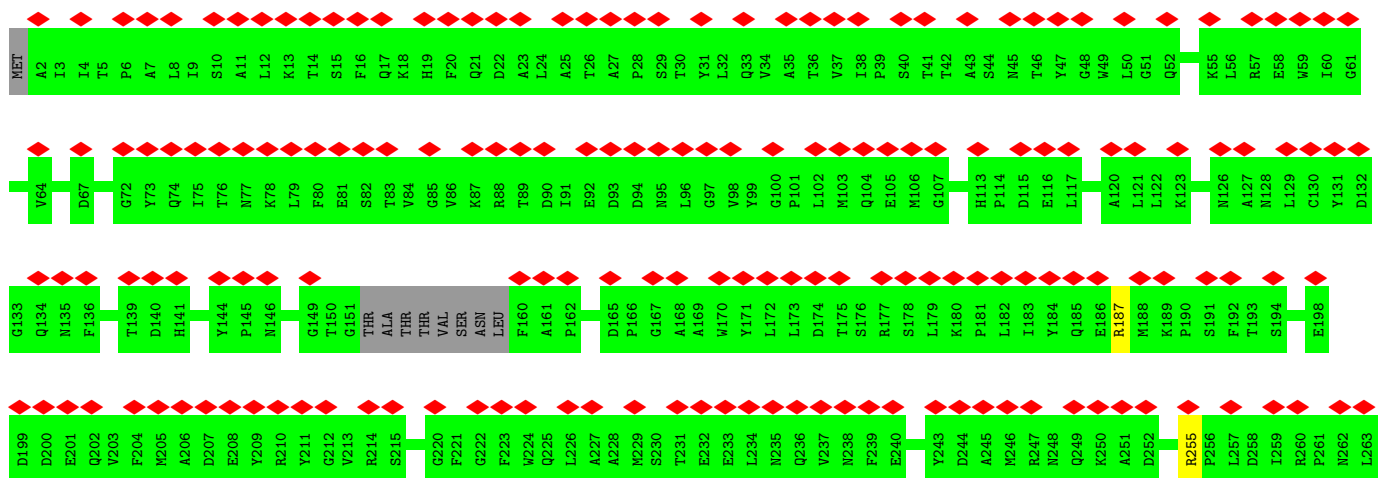 MET A2 I3 I4 T5 P6 A7 L8 I9 S10 A11 L12 K13 T14 S15 F16 Q17 K18 H19 F20 Q21 D22 A23 L24 A25 T26 A27 P28 S29 T30 Y31 L32 Q33 V34 A35 T36 V37 I38 P39 S40 T41 T42 A43 S44 N45 T46 Y47 G48 W49 L50 G51 Q52 K55 L56 R57 E58 W59 I60 G61
V64 D67 G72 Y73 Q74 I75 T76 N77 K78 L79 F80 E81 S82 T83 V84 G85 V86 K87 R88 T89 D90 I91 E92 D93 D94 N95 L96 G97 V98 Y99 G100 P101 L102 M103 Q104 E105 M106 G107 H113 P114 D115 E116 L117 A120 L121 L122 K123 N126 A127 N128 L129 C130 Y131 D132
G133 Q134 N135 F136 T139 D140 H141 Y144 P145 N146 G149 T150 G151 THR ALA THR THR VAL SER ASN LEU F160 A161 P162 D165 P166 G167 A168 A169 W170 Y171 L172 L173 D174 T175 S176 R177 S178 L179 K180 P181 L182 I183 Y184 Q185 E186 R187 M188 K189 P190 S191 F192 T193 S194 E198
D199 D200 E201 Q202 V203 F204 M205 A206 D207 E208 Y209 R210 Y211 G212 V213 R214 S215 G220 F221 G222 F223 W224 Q225 L226 A227 A228 M229 S230 T231 E232 E233 L234 N235 Q236 V237 N238 F239 E240 Y243 D244 A245 M246 R247 N248 Q249 K250 A251 D252 R255 P256 L257 D258 I259 R260 P261 N262 L263